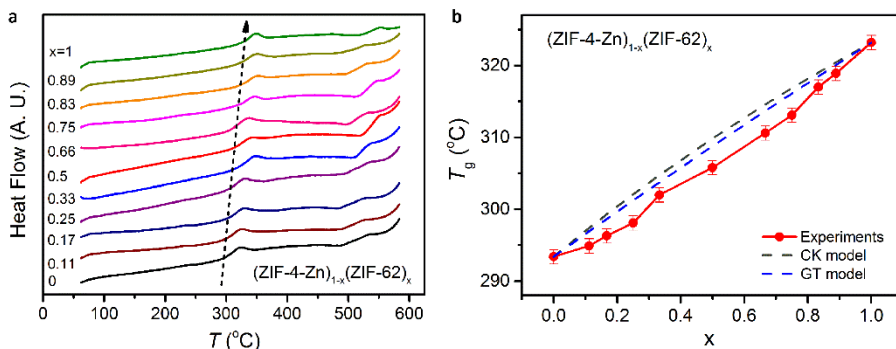 a
Heat Flow (A. U.)
x=1
0.89
0.83
0.75
0.66
0.5
0.33
0.25
0.17
0.11
0
(ZIF-4-Zn)₁₋ₓ(ZIF-62)ₓ
0 100 200 300 400 500 600
T (°C)
b
(ZIF-4-Zn)₁₋ₓ(ZIF-62)ₓ
Tg (°C)
320
310
300
290
Experiments
CK model
GT model
0.0 0.2 0.4 0.6 0.8 1.0
x